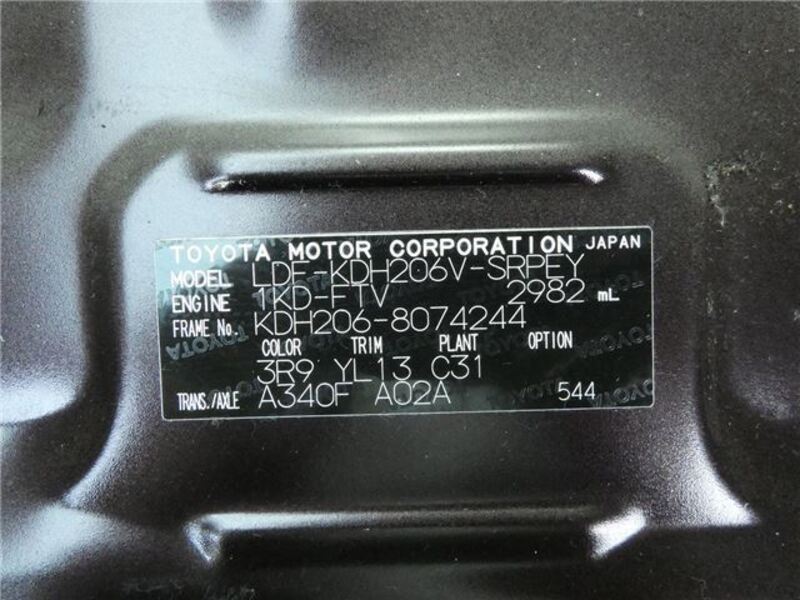 TOYOTA MOTOR CORPORATION JAPAN
MODEL LDF-KDH206V-SRPEY
ENGINE 1KD-FTV 2982 mL
FRAME No. KDH206-8074244
COLOR TRIM PLANT OPTION
3R9 YL13 C31
TRANS./AXLE A340F A02A 544